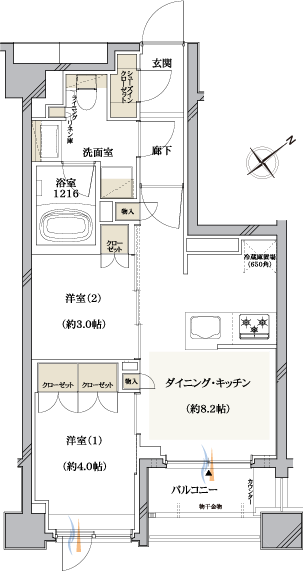 玄関
シューズインクローゼット
ライニング
リネン庫
洗面室
廊下
浴室
1216
物入
クローゼット
冷蔵庫置場
(650角)
洋室(2)
(約3.0帖)
クローゼット
クローゼット
物入
ダイニング・キッチン
(約8.2帖)
洋室(1)
(約4.0帖)
バルコニー
カウンター
物干金物